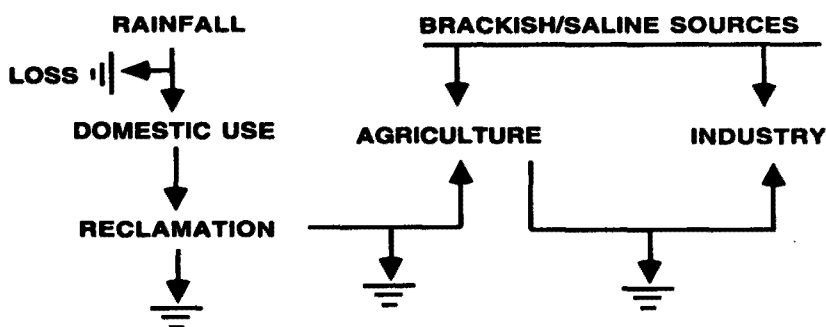 RAINFALL
BRACKISH/SALINE SOURCES
LOSS
DOMESTIC USE
AGRICULTURE
INDUSTRY
RECLAMATION